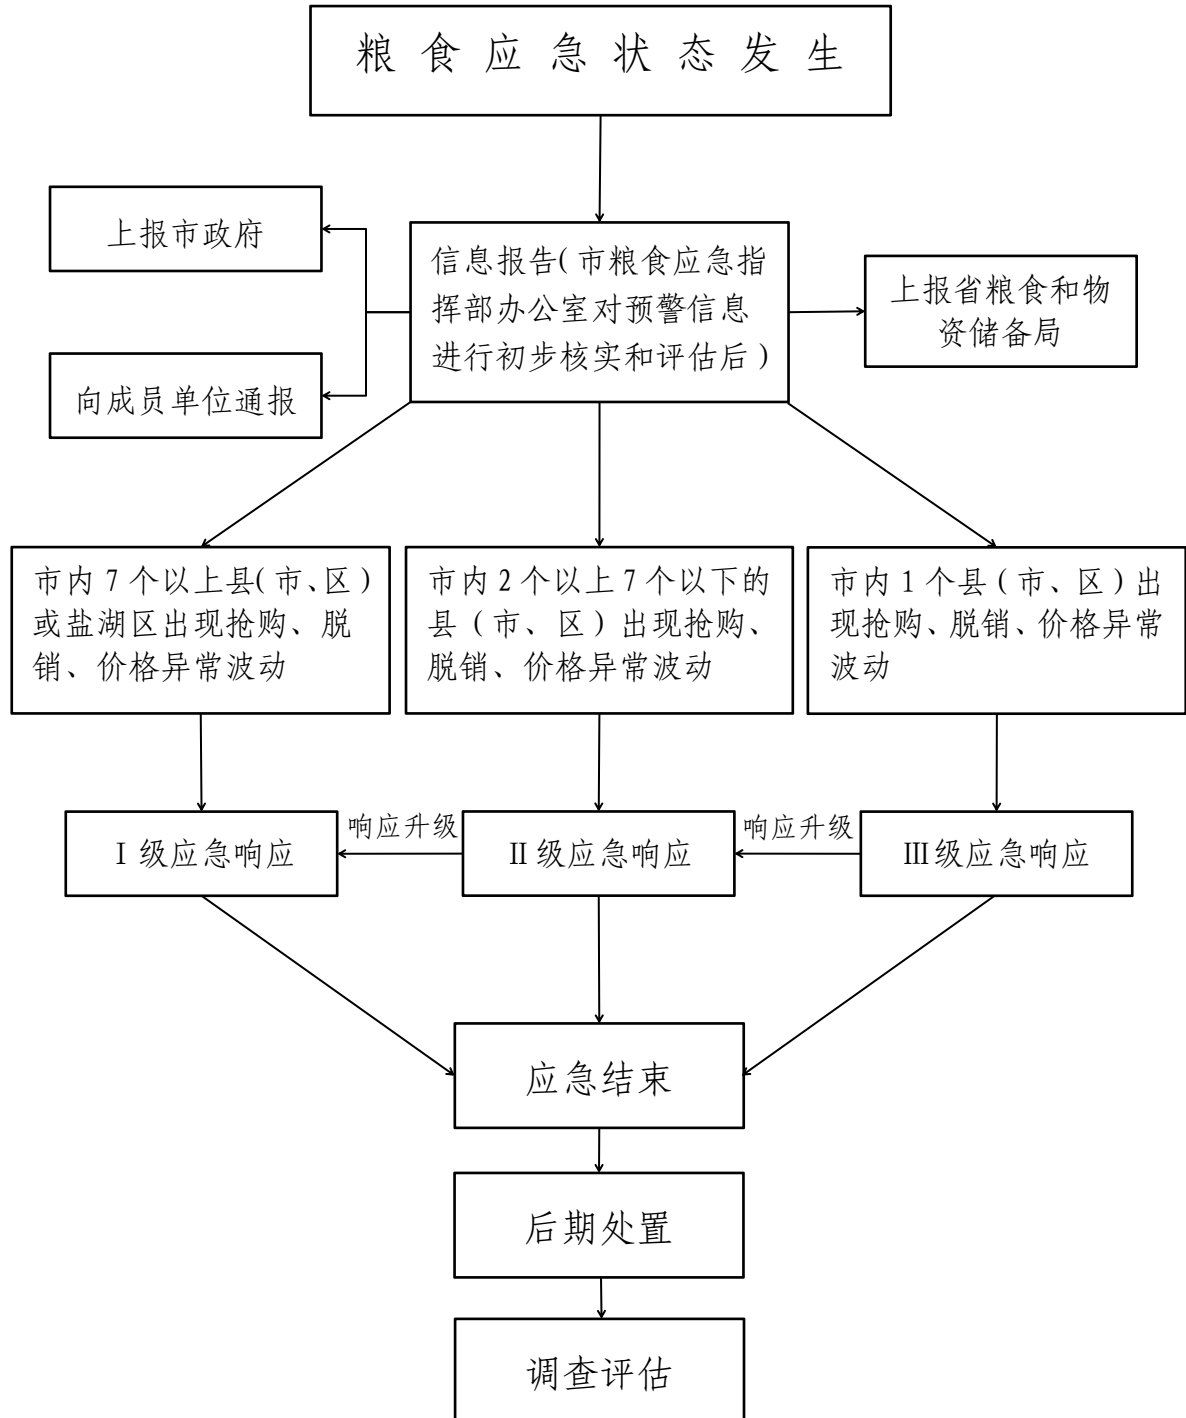 粮食应急状态发生
上报市政府
信息报告(市粮食应急指
挥部办公室对预警信息
进行初步核实和评估后)
上报省粮食和物
资储备局
向成员单位通报
市内7个以上县(市、区)
或盐湖区出现抢购、脱
销、价格异常波动
市内2个以上7个以下的
县(市、区)出现抢购、
脱销、价格异常波动
市内1个县(市、区)出
现抢购、脱销、价格异常
波动
Ⅰ级应急响应
响应升级
Ⅱ级应急响应
响应升级
Ⅲ级应急响应
应急结束
后期处置
调查评估